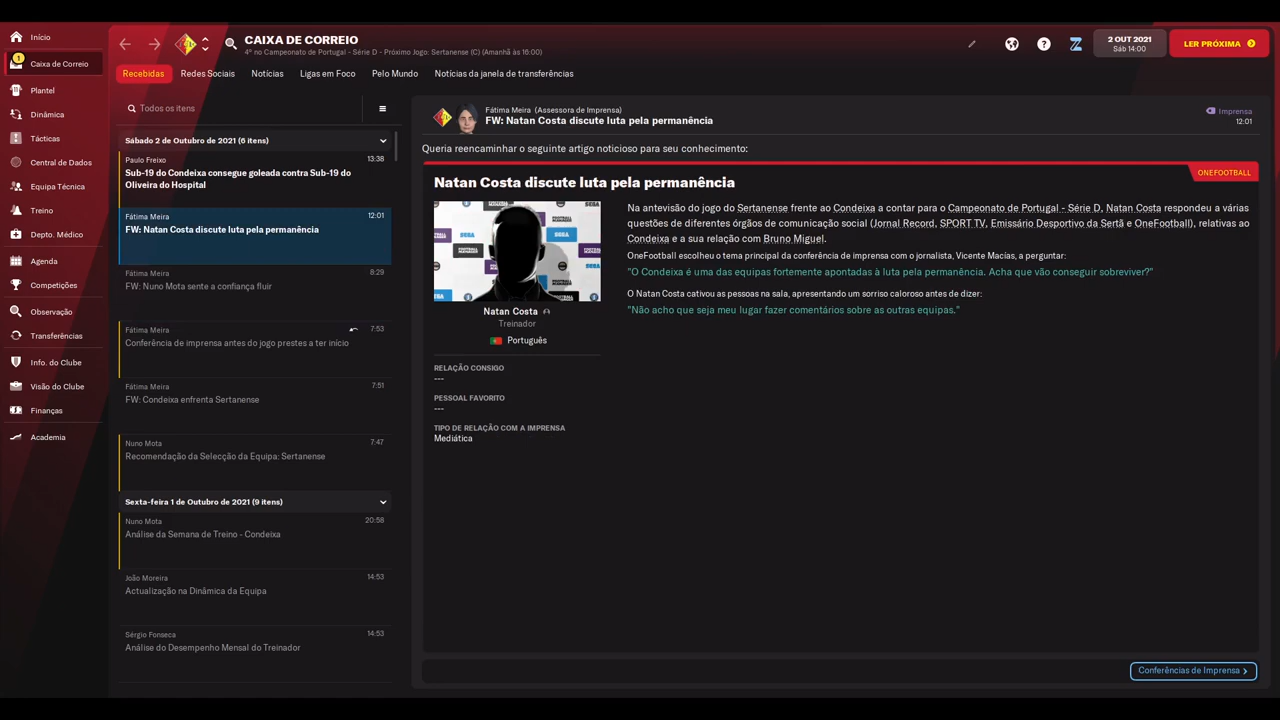 Início
Caixa de Correio
1
Plantel
Dinâmica
Tácticas
Central de Dados
Equipa Técnica
Treino
Depto. Médico
Agenda
Competições
Observação
Transferências
Info. do Clube
Visão do Clube
Finanças
Academia
CAIXA DE CORREIO
4º no Campeonato de Portugal - Série D - Próximo Jogo: Sertanense (C) (Amanhã às 16:00)
2 OUT 2021
Sáb 14:00
LER PRÓXIMA
Recebidas
Redes Sociais
Notícias
Ligas em Foco
Pelo Mundo
Notícias da janela de transferências
Todos os itens
Sábado 2 de Outubro de 2021 (6 itens)
Paulo Freixo 13:38
Sub-19 do Condeixa consegue goleada contra Sub-19 do
Oliveira do Hospital
Fátima Meira 12:01
FW: Natan Costa discute luta pela permanência
Fátima Meira 8:29
FW: Nuno Mota sente a confiança fluir
Fátima Meira 7:53
Conferência de imprensa antes do jogo prestes a ter início
Fátima Meira 7:51
FW: Condeixa enfrenta Sertanense
Nuno Mota 7:47
Recomendação da Selecção da Equipa: Sertanense
Sexta-feira 1 de Outubro de 2021 (9 itens)
Nuno Mota 20:58
Análise da Semana de Treino - Condeixa
João Moreira 14:53
Actualização na Dinâmica da Equipa
Sérgio Fonseca 14:53
Análise do Desempenho Mensal do Treinador
Fátima Meira (Assessora de Imprensa)
FW: Natan Costa discute luta pela permanência
Imprensa
12:01
Queria reencaminhar o seguinte artigo noticioso para seu conhecimento:
ONEFOOTBALL
Natan Costa discute luta pela permanência
Natan Costa
Treinador
Português
RELAÇÃO CONSIGO
---
PESSOAL FAVORITO
---
TIPO DE RELAÇÃO COM A IMPRENSA
Mediática
Na antevisão do jogo do Sertanense frente ao Condeixa a contar para o Campeonato de Portugal - Série D, Natan Costa respondeu a várias
questões de diferentes órgãos de comunicação social (Jornal Record, SPORT TV, Emissário Desportivo da Sertã e OneFootball), relativas ao
Condeixa e a sua relação com Bruno Miguel.
OneFootball escolheu o tema principal da conferência de imprensa com o jornalista, Vicente Macías, a perguntar:
"O Condeixa é uma das equipas fortemente apontadas à luta pela permanência. Acha que vão conseguir sobreviver?"
O Natan Costa cativou as pessoas na sala, apresentando um sorriso caloroso antes de dizer:
"Não acho que seja meu lugar fazer comentários sobre as outras equipas."
Conferências de Imprensa